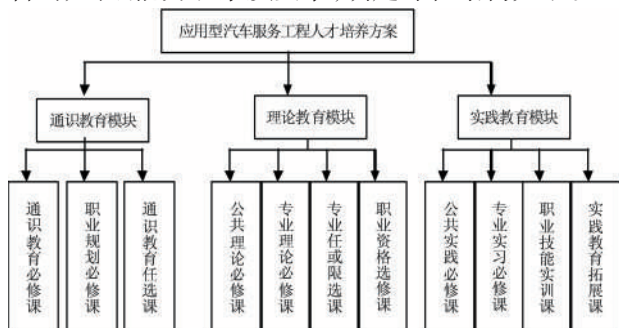 应用型汽车服务工程人才培养方案
通识教育模块
理论教育模块
实践教育模块
通识教育必修课
职业规划必修课
通识教育任选课
公共理论必修课
专业理论必修课
专业任或限选课
职业资格选修课
公共实践必修课
专业实习必修课
职业技能实训课
实践教育拓展课